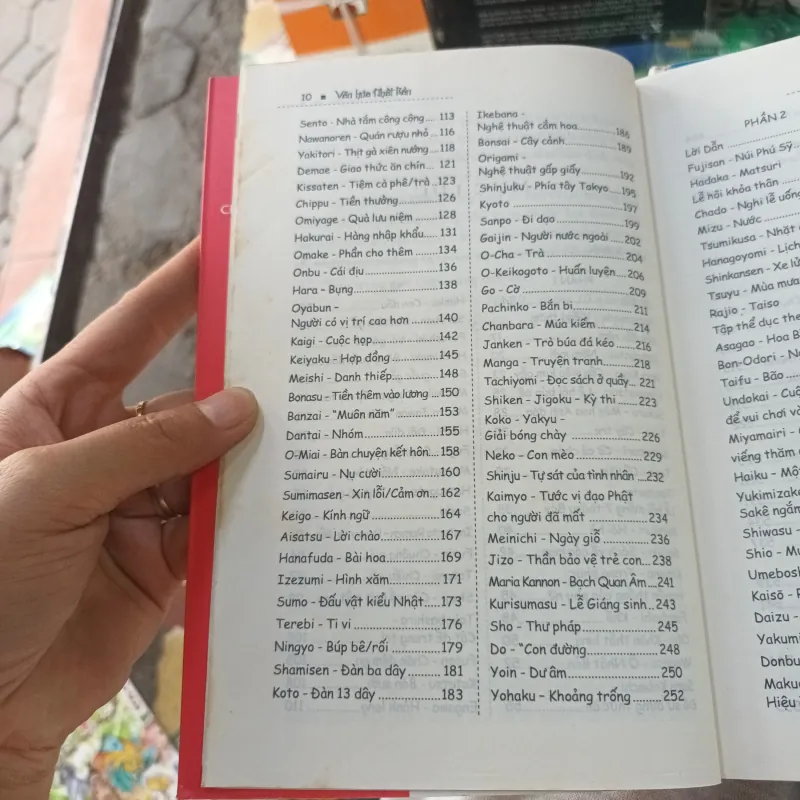 10 ■ Văn hóa Nhật Bản
Sento - Nhà tắm công cộng.... 113
Nawanoren - Quán rượu nhỏ .. 116
Yakitori - Thịt gà xiên nướng ...... 118
Demae - Giao thức ăn chín.... 121
Kissaten - Tiệm cà phê/trà .. 123
Chippu - Tiền thưởng.............. 126
Omiyage - Quà lưu niệm ........ 128
Hakurai - Hàng nhập khẩu..... 131
Omake - Phần cho thêm ........ 134
Onbu - Cái địu ...................... 136
Hara - Bụng........................... 138
Oyabun -
Người có vị trí cao hơn ........ 140
Kaigi - Cuộc họp................... 142
Keiyaku - Hợp đồng .............. 145
Meishi - Danh thiếp............... 148
Bonasu - Tiền thêm vào lương .. 150
Banzai - "Muôn năm" ............. 153
Dantai - Nhóm....................... 155
O-Miai - Bàn chuyện kết hôn.. 158
Sumairu - Nụ cười................. 160
Sumimasen - Xin lỗi/Cảm ơn... 162
Keigo - Kính ngữ ................... 164
Aisatsu - Lời chào................. 167
Hanafuda - Bài hoa................ 169
Izezumi - Hình xăm ............... 171
Sumo - Đấu vật kiểu Nhật..... 173
Terebi - Ti vi ........................ 176
Ningyo - Búp bê/rối .............. 179
Shamisen - Đàn ba dây ......... 181
Koto - Đàn 13 dây ................. 183
Ikebana -
Nghệ thuật cắm hoa............... 186
Bonsai - Cây cảnh.................. 189
Origami -
Nghệ thuật gấp giấy .............. 192
Shinjuku - Phía tây Tokyo..... 195
Kyoto .................................... 197
Sanpo - Đi dạo ...................... 199
Gaijin - Người nước ngoài ..... 202
O-Cha - Trà .......................... 204
O-Keikogoto - Huấn luyện...... 206
Go - Cờ ................................. 209
Pachinko - Bắn bi .................. 211
Chanbara - Múa kiếm ............ 214
Janken - Trò búa đá kéo....... 216
Manga - Truyện tranh............ 218
Tachiyomi - Đọc sách ở quầy.. 221
Shiken - Jigoku - Kỳ thi ....... 223
Koko - Yakyu -
Giải bóng chày ..................... 226
Neko - Con mèo .................... 229
Shinju - Tự sát của tình nhân .. 232
Kaimyo - Tước vị đạo Phật
cho người đã mất .................. 234
Meinichi - Ngày giỗ .............. 236
Jizo - Thần bảo vệ trẻ con... 238
Maria Kannon - Bạch Quan Âm.... 241
Kurisumasu - Lễ Giáng sinh.. 243
Sho - Thư pháp .................... 245
Do - "Con đường ................... 248
Yoin - Dư âm ........................ 250
Yohaku - Khoảng trống ......... 252
PHẦN 2
Lời Dẫn
Fujisan - Núi Phú Sỹ
Hadaka - Matsuri
Lễ hội khỏa thân
Chado - Nghi lễ uống
Mizu - Nước
Tsumikusa - Nhặt
Hanagoyomi - Lịch
Shinkansen - Xe lử
Tsuyu - Mùa mưa
Rajio - Taiso
Tập thể dục the
Asagao - Hoa B
Bon-Odori - N
Taifu - Bão
Undokai - Cuộ
để vui chơi v
Miyamairi - 
viếng thăm
Haiku - Một
Yukimizake
Sakê ngắm
Shiwasu -
Shio - Mu
Umebosh
Kaisō - R
Daizu -
Yakumi
Donbu
Makuc
Hiệu